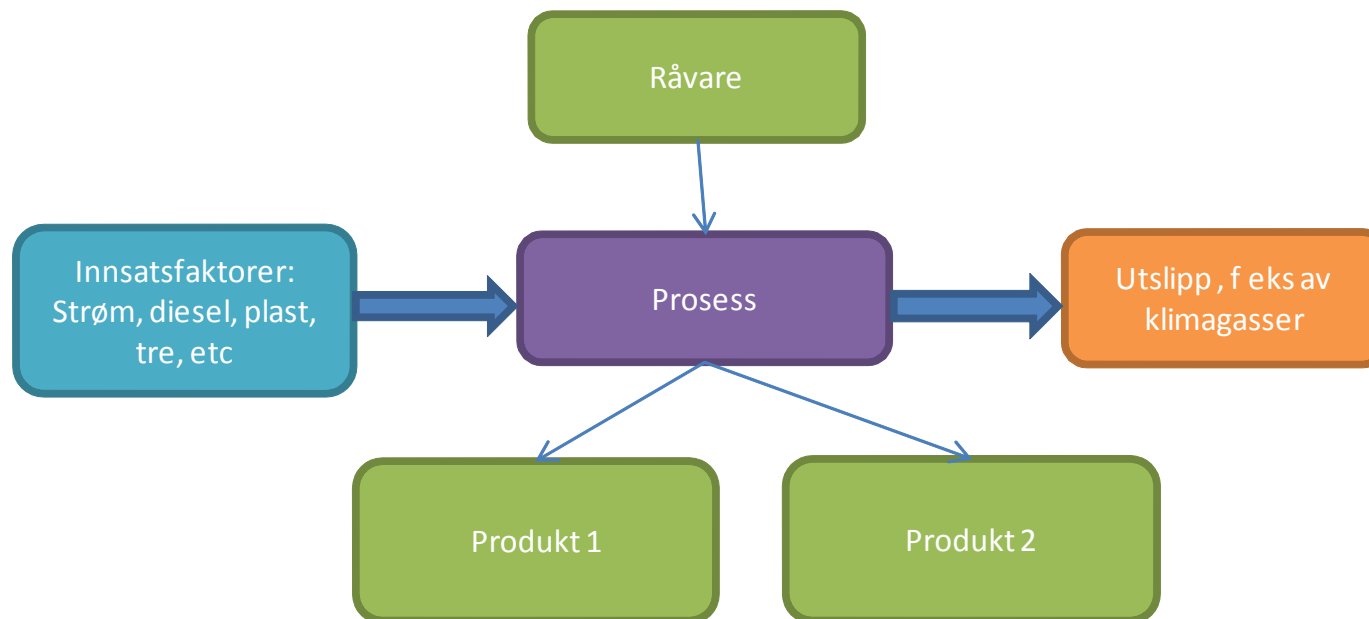 Råvare
Innsatsfaktorer:
Strøm, diesel, plast,
tre, etc
Prosess
Utslipp , f eks av
klimagasser
Produkt 1
Produkt 2